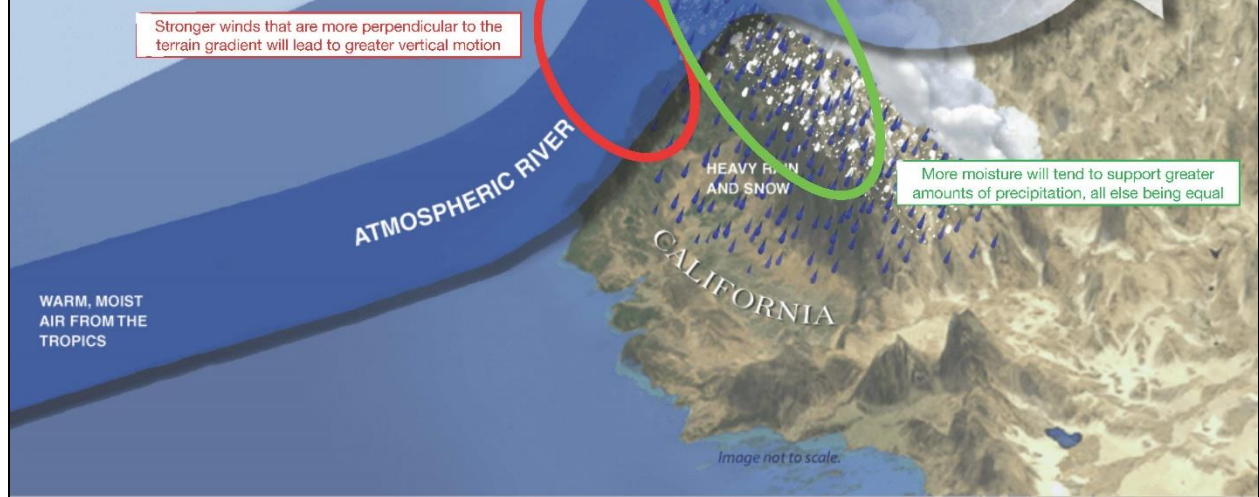 Stronger winds that are more perpendicular to the
terrain gradient will lead to greater vertical motion
ATMOSPHERIC RIVER
HEAVY RAIN
AND SNOW
More moisture will tend to support greater
amounts of precipitation, all else being equal
CALIFORNIA
WARM, MOIST
AIR FROM THE
TROPICS
Image not to scale.